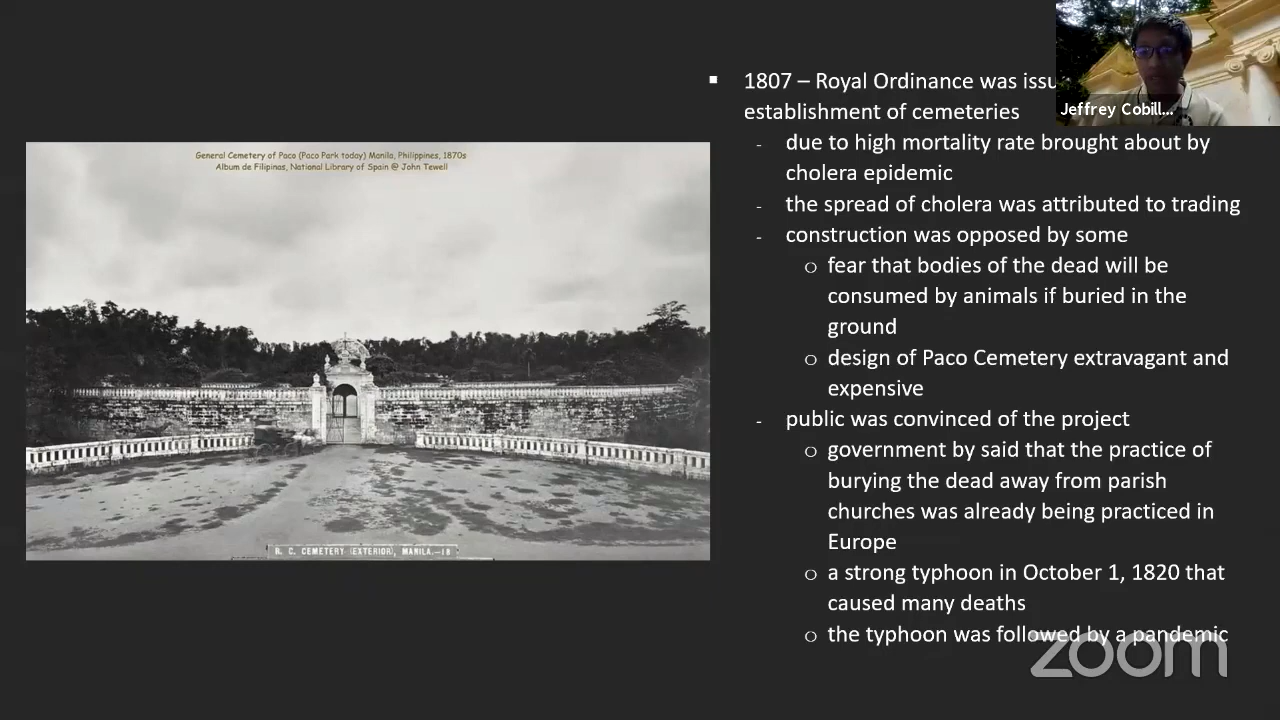 General Cemetery of Paco (Paco Park today) Manila, Philippines, 1870s
Album de Filipinas, National Library of Spain @ John Tewell
R. C. CEMETERY (EXTERIOR), MANILA.-18
1807 – Royal Ordinance was issu
establishment of cemeteries
- due to high mortality rate brought about by
cholera epidemic
- the spread of cholera was attributed to trading
- construction was opposed by some
o fear that bodies of the dead will be
consumed by animals if buried in the
ground
o design of Paco Cemetery extravagant and
expensive
- public was convinced of the project
o government by said that the practice of
burying the dead away from parish
churches was already being practiced in
Europe
o a strong typhoon in October 1, 1820 that
caused many deaths
o the typhoon was followed by a pandemic
Jeffrey Cobill...
zoom